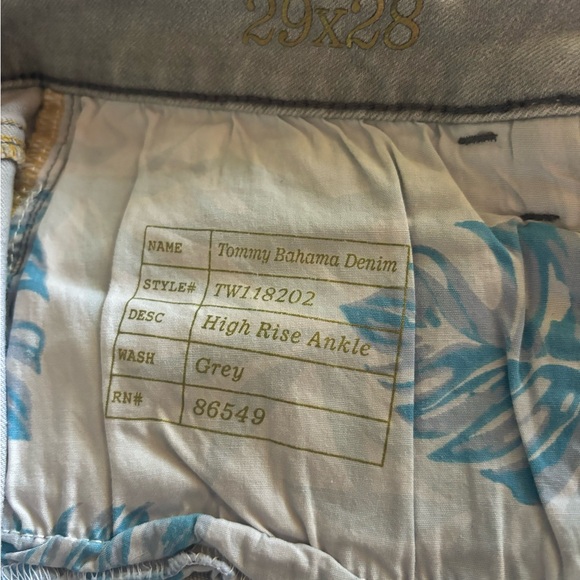 29x28
NAME Tommy Bahama Denim
STYLE# TW118202
DESC High Rise Ankle
WASH Grey
RN# 86549